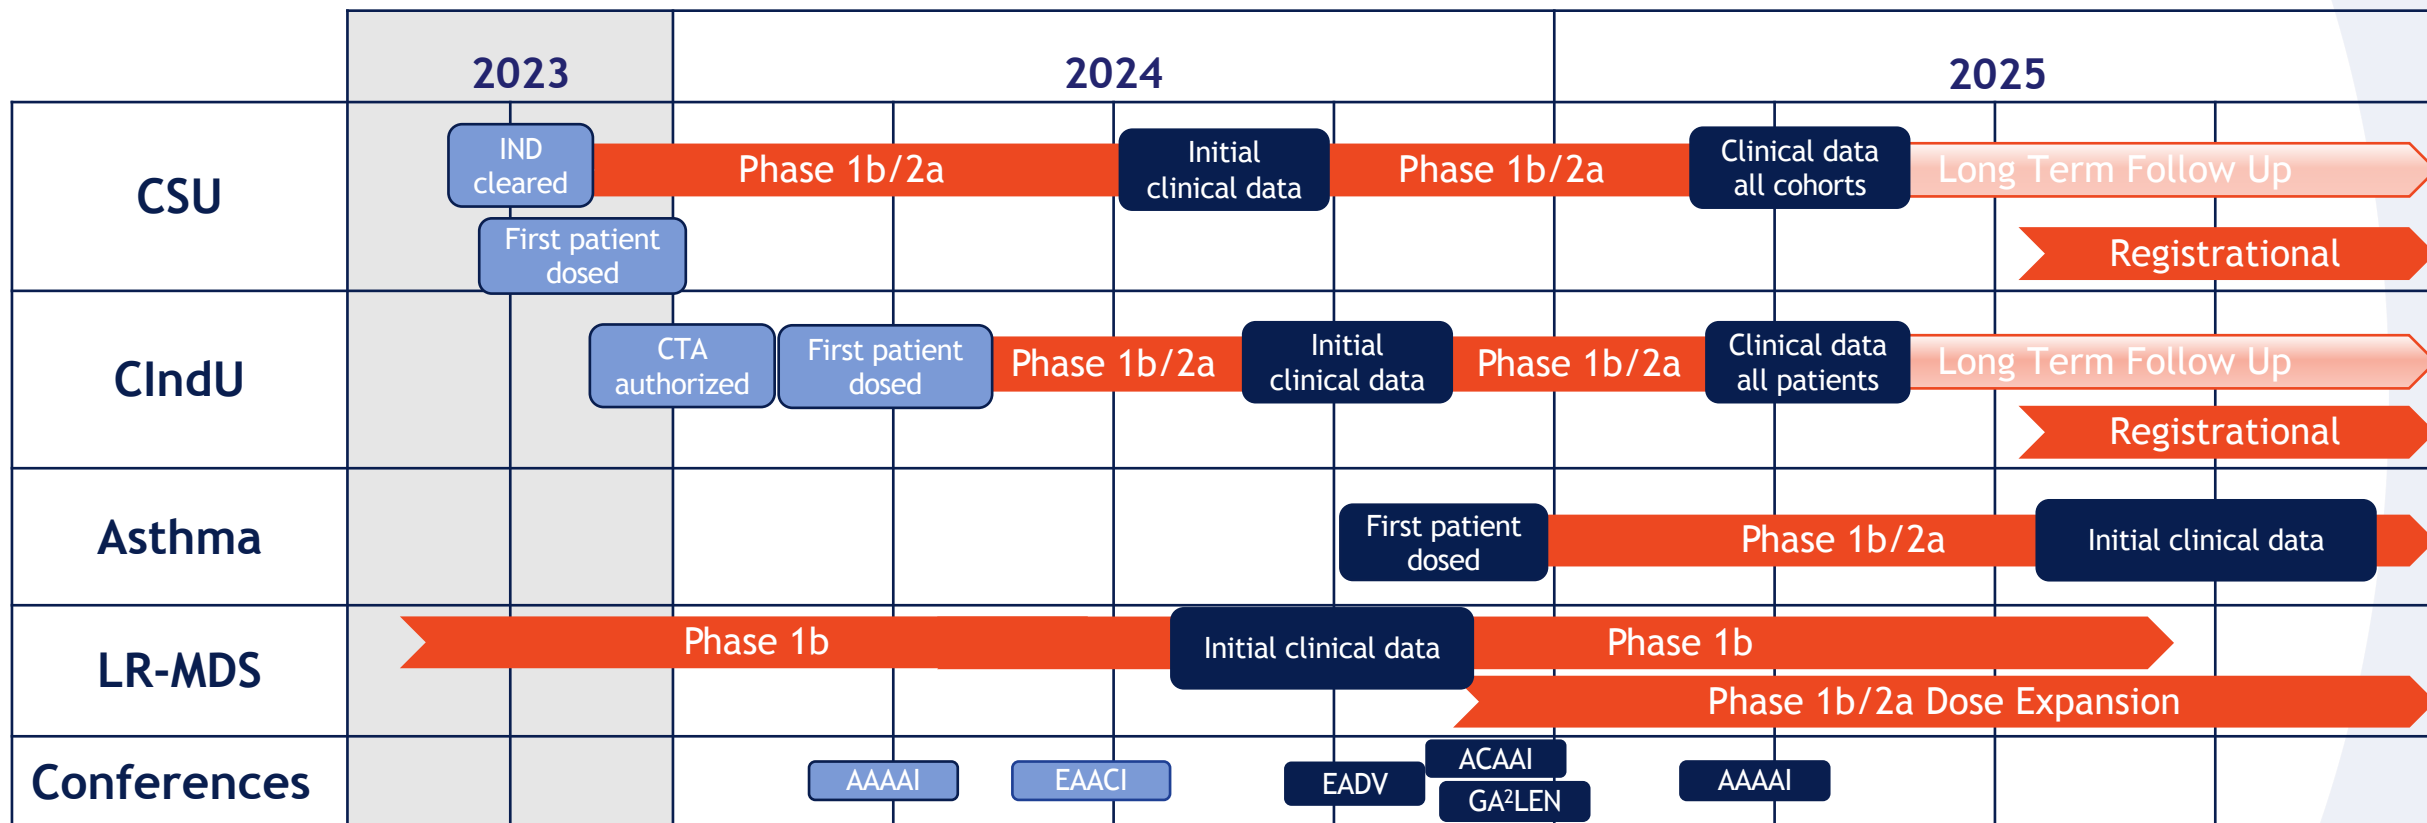 2023
2024
2025
CSU
IND
cleared
Phase 1b/2a
Initial
clinical data
Phase 1b/2a
Clinical data
all cohorts
Long Term Follow Up
First patient
dosed
Registrational
CIndU
CTA
authorized
First patient
dosed
Phase 1b/2a
Initial
clinical data
Phase 1b/2a
Clinical data
all patients
Long Term Follow Up
Registrational
Asthma
First patient
dosed
Phase 1b/2a
Initial clinical data
LR-MDS
Phase 1b
Initial clinical data
Phase 1b
Phase 1b/2a Dose Expansion
Conferences
AAAAI
EAACI
EADV
ACAAI
GA²LEN
AAAAI